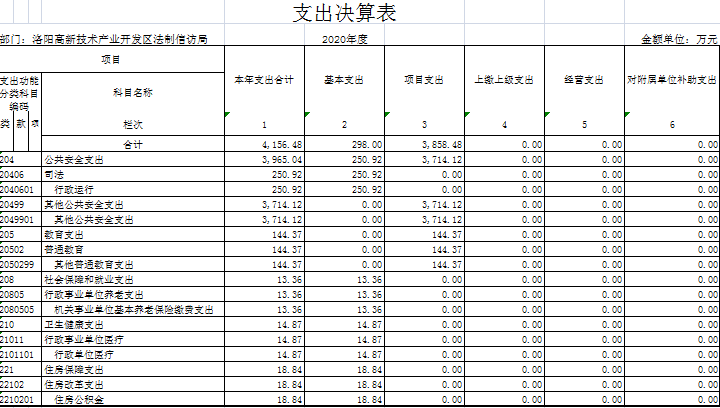 支出决算表
部门：洛阳高新技术产业开发区法制信访局 2020年度 金额单位：万元
项目 本年支出合计 基本支出 项目支出 上缴上级支出 经营支出 对附属单位补助支出
支出功能分类科目编码 科目名称
类 款 项 栏次 1 2 3 4 5 6
合计 4,156.48 298.00 3,858.48 0.00 0.00 0.00
204 公共安全支出 3,965.04 250.92 3,714.12 0.00 0.00 0.00
20406 司法 250.92 250.92 0.00 0.00 0.00 0.00
2040601 行政运行 250.92 250.92 0.00 0.00 0.00 0.00
20499 其他公共安全支出 3,714.12 0.00 3,714.12 0.00 0.00 0.00
2049901 其他公共安全支出 3,714.12 0.00 3,714.12 0.00 0.00 0.00
205 教育支出 144.37 0.00 144.37 0.00 0.00 0.00
20502 普通教育 144.37 0.00 144.37 0.00 0.00 0.00
2050299 其他普通教育支出 144.37 0.00 144.37 0.00 0.00 0.00
208 社会保障和就业支出 13.36 13.36 0.00 0.00 0.00 0.00
20805 行政事业单位养老支出 13.36 13.36 0.00 0.00 0.00 0.00
2080505 机关事业单位基本养老保险缴费支出 13.36 13.36 0.00 0.00 0.00 0.00
210 卫生健康支出 14.87 14.87 0.00 0.00 0.00 0.00
21011 行政事业单位医疗 14.87 14.87 0.00 0.00 0.00 0.00
2101101 行政单位医疗 14.87 14.87 0.00 0.00 0.00 0.00
221 住房保障支出 18.84 18.84 0.00 0.00 0.00 0.00
22102 住房改革支出 18.84 18.84 0.00 0.00 0.00 0.00
2210201 住房公积金 18.84 18.84 0.00 0.00 0.00 0.00